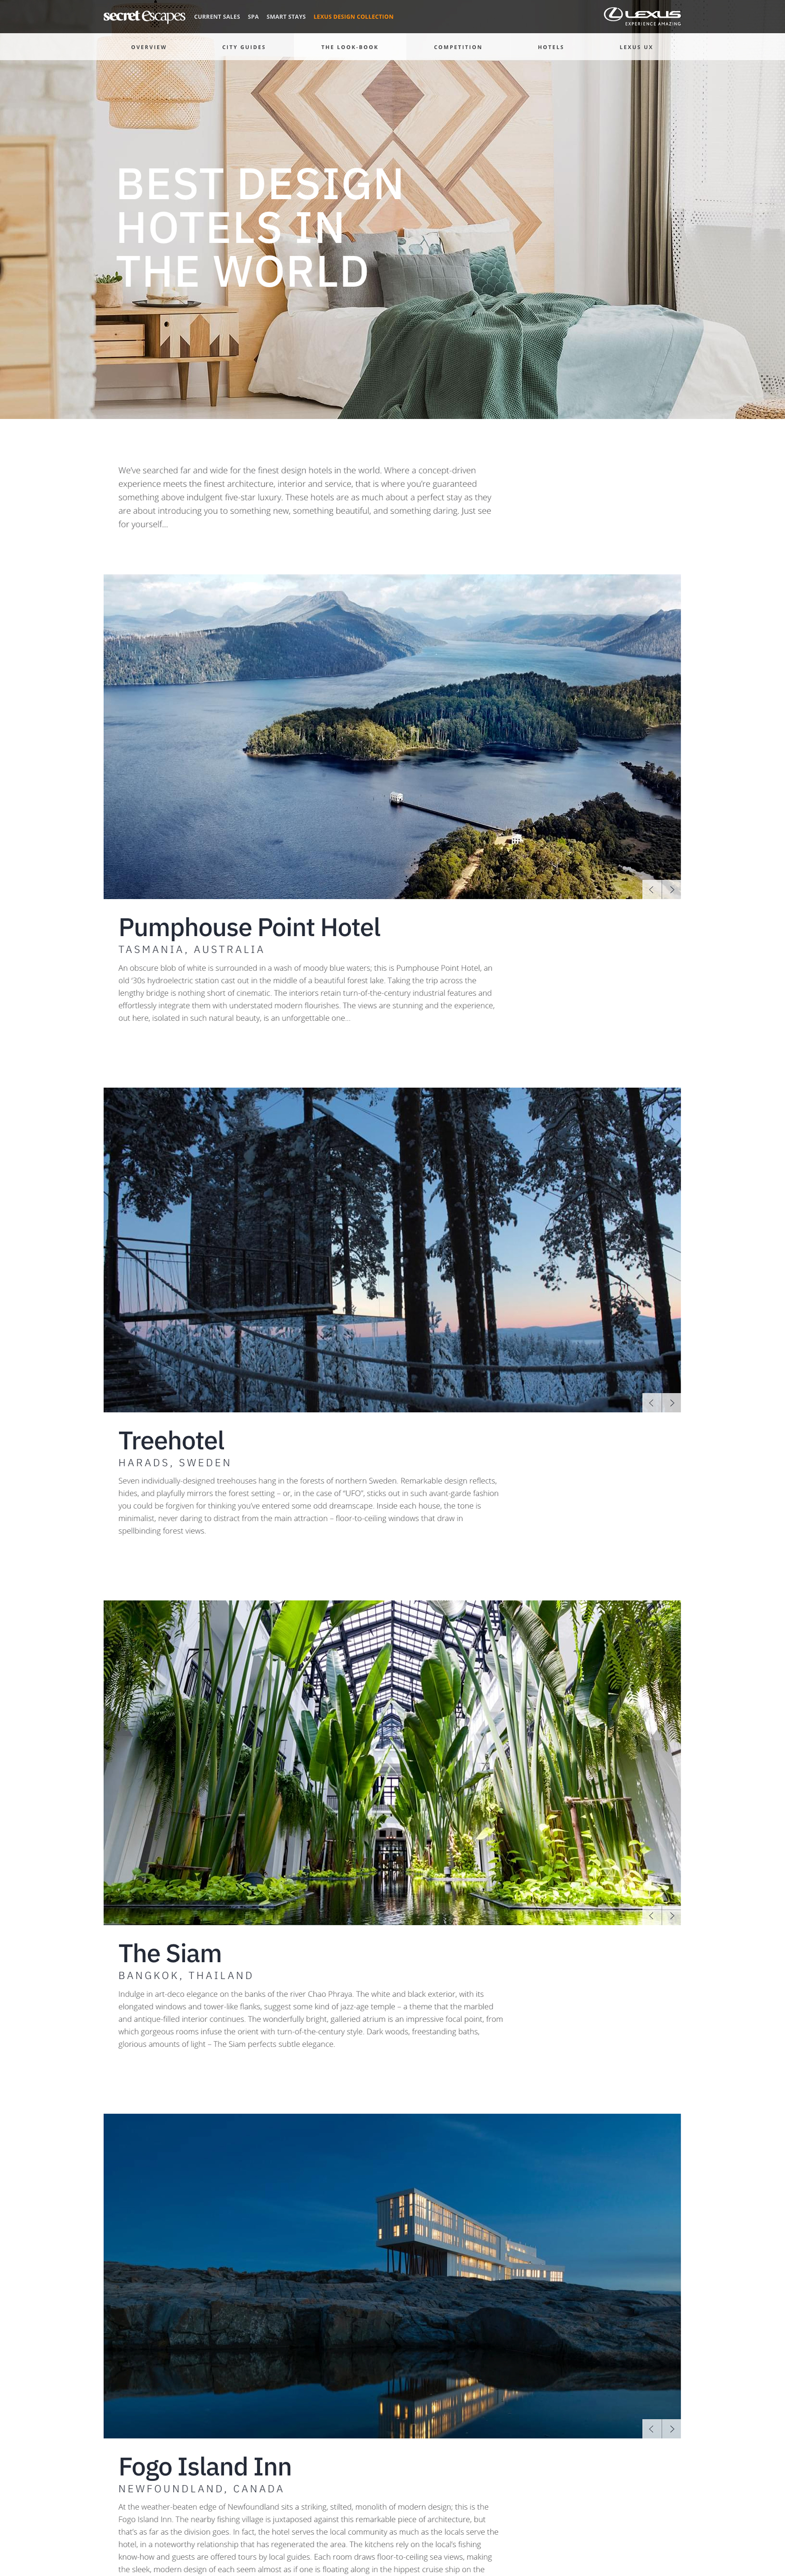 secret Escapes CURRENT SALES SPA SMART STAYS LEXUS DESIGN COLLECTION LEXUS
EXPERIENCE AMAZING
OVERVIEW CITY GUIDES THE LOOK-BOOK COMPETITION HOTELS LEXUS UX
BEST DESIGN
HOTELS IN
THE WORLD
We've searched far and wide for the finest design hotels in the world. Where a concept-driven
experience meets the finest architecture, interior and service, that is where you're guaranteed
something above indulgent five-star luxury. These hotels are as much about a perfect stay as they
are about introducing you to something new, something beautiful, and something daring. Just see
for yourself...
Pumphouse Point Hotel
TASMANIA, AUSTRALIA
An obscure blob of white is surrounded in a wash of moody blue waters; this is Pumphouse Point Hotel, an
old '30s hydroelectric station cast out in the middle of a beautiful forest lake. Taking the trip across the
lengthy bridge is nothing short of cinematic. The interiors retain turn-of-the-century industrial features and
effortlessly integrate them with understated modern flourishes. The views are stunning and the experience,
out here, isolated in such natural beauty, is an unforgettable one...
Treehotel
HARADS, SWEDEN
Seven individually-designed treehouses hang in the forests of northern Sweden. Remarkable design reflects,
hides, and playfully mirrors the forest setting – or, in the case of "UFO", sticks out in such avant-garde fashion
you could be forgiven for thinking you've entered some odd dreamscape. Inside each house, the tone is
minimalist, never daring to distract from the main attraction – floor-to-ceiling windows that draw in
spellbinding forest views.
The Siam
BANGKOK, THAILAND
Indulge in art-deco elegance on the banks of the river Chao Phraya. The white and black exterior, with its
elongated windows and tower-like flanks, suggest some kind of jazz-age temple – a theme that the marbled
and antique-filled interior continues. The wonderfully bright, galleried atrium is an impressive focal point, from
which gorgeous rooms infuse the orient with turn-of-the-century style. Dark woods, freestanding baths,
glorious amounts of light – The Siam perfects subtle elegance.
Fogo Island Inn
NEWFOUNDLAND, CANADA
At the weather-beaten edge of Newfoundland sits a striking, stilted, monolith of modern design; this is the
Fogo Island Inn. The nearby fishing village is juxtaposed against this remarkable piece of architecture, but
that's as far as the division goes. In fact, the hotel serves the local community as much as the locals serve the
hotel, in a noteworthy relationship that has regenerated the area. The kitchens rely on the local's fishing
know-how and guests are offered tours by local guides. Each room draws floor-to-ceiling sea views, making
the sleek, modern design of each seem almost as if one is floating along in the hippest cruise ship on the